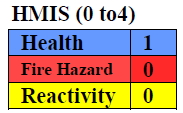 HMIS (0 to4)
Health 1
Fire Hazard 0
Reactivity 0